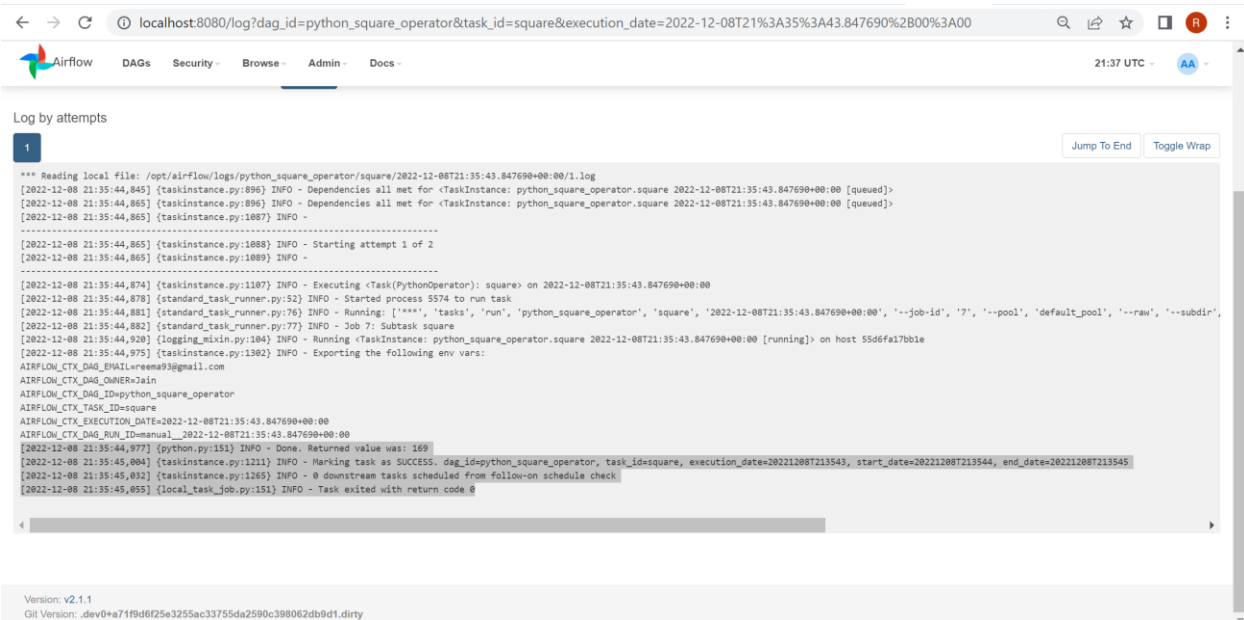 localhost:8080/log?dag_id=python_square_operator&task_id=square&execution_date=2022-12-08T21%3A35%3A43.847690%2B00%3A00
R
Airflow DAGs Security Browse Admin Docs 21:37 UTC AA
Log by attempts
1 Jump To End Toggle Wrap
*** Reading local file: /opt/airflow/logs/python_square_operator/square/2022-12-08T21:35:43.847690+00:00/1.log
[2022-12-08 21:35:44,845] {taskinstance.py:896} INFO - Dependencies all met for <TaskInstance: python_square_operator.square 2022-12-08T21:35:43.847690+00:00 [queued]>
[2022-12-08 21:35:44,865] {taskinstance.py:896} INFO - Dependencies all met for <TaskInstance: python_square_operator.square 2022-12-08T21:35:43.847690+00:00 [queued]>
[2022-12-08 21:35:44,865] {taskinstance.py:1087} INFO -
--------------------------------------------------------------------------------
[2022-12-08 21:35:44,865] {taskinstance.py:1088} INFO - Starting attempt 1 of 2
[2022-12-08 21:35:44,865] {taskinstance.py:1089} INFO -
--------------------------------------------------------------------------------
[2022-12-08 21:35:44,874] {taskinstance.py:1107} INFO - Executing <Task(PythonOperator): square> on 2022-12-08T21:35:43.847690+00:00
[2022-12-08 21:35:44,878] {standard_task_runner.py:52} INFO - Started process 5574 to run task
[2022-12-08 21:35:44,881] {standard_task_runner.py:76} INFO - Running: ['***', 'tasks', 'run', 'python_square_operator', 'square', '2022-12-08T21:35:43.847690+00:00', '--job-id', '7', '--pool', 'default_pool', '--raw', '--subdir',
[2022-12-08 21:35:44,882] {standard_task_runner.py:77} INFO - Job 7: Subtask square
[2022-12-08 21:35:44,920] {logging_mixin.py:104} INFO - Running <TaskInstance: python_square_operator.square 2022-12-08T21:35:43.847690+00:00 [running]> on host 55d6fa17bb1e
[2022-12-08 21:35:44,975] {taskinstance.py:1302} INFO - Exporting the following env vars:
AIRFLOW_CTX_DAG_EMAIL=reema93@gmail.com
AIRFLOW_CTX_DAG_OWNER=Jain
AIRFLOW_CTX_DAG_ID=python_square_operator
AIRFLOW_CTX_TASK_ID=square
AIRFLOW_CTX_EXECUTION_DATE=2022-12-08T21:35:43.847690+00:00
AIRFLOW_CTX_DAG_RUN_ID=manual__2022-12-08T21:35:43.847690+00:00
[2022-12-08 21:35:44,977] {python.py:151} INFO - Done. Returned value was: 169
[2022-12-08 21:35:45,004] {taskinstance.py:1211} INFO - Marking task as SUCCESS. dag_id=python_square_operator, task_id=square, execution_date=20221208T213543, start_date=20221208T213544, end_date=20221208T213545
[2022-12-08 21:35:45,032] {taskinstance.py:1265} INFO - 0 downstream tasks scheduled from follow-on schedule check
[2022-12-08 21:35:45,055] {local_task_job.py:151} INFO - Task exited with return code 0
Version: v2.1.1
Git Version: .dev0+a71f9d6f25e3255ac33755da2590c398062db9d1.dirty